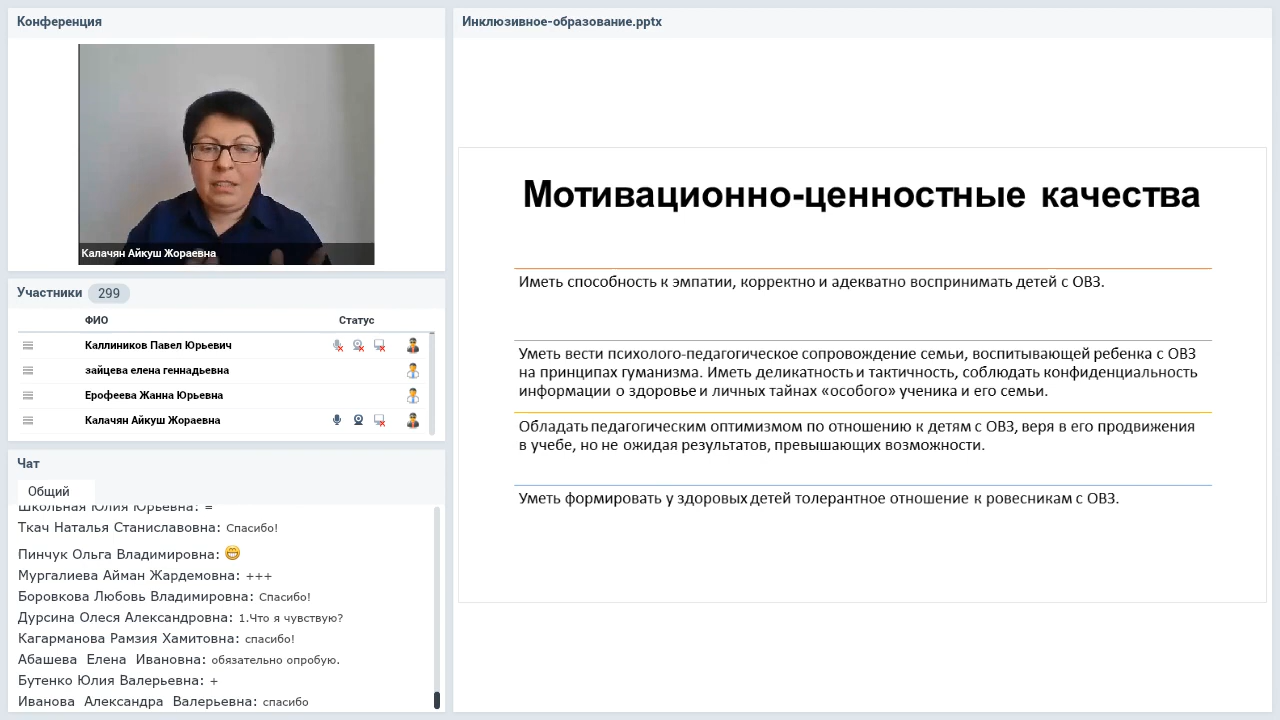 Конференция
Калачян Айкуш Жораевна
Участники 299
ФИО Статус
Каллиников Павел Юрьевич
зайцева елена геннадьевна
Ерофеева Жанна Юрьевна
Калачян Айкуш Жораевна
Чат
Общий
Школьная Юлия Юрьевна: =
Ткач Наталья Станиславовна: Спасибо!
Пинчук Ольга Владимировна: 😁
Мургалиева Айман Жардемовна: +++
Боровкова Любовь Владимировна: Спасибо!
Дурсина Олеся Александровна: 1.Что я чувствую?
Кагарманова Рамзия Хамитовна: спасибо!
Абашева Елена Ивановна: обязательно опробую.
Бутенко Юлия Валерьевна: +
Иванова Александра Валерьевна: спасибо
Инклюзивное-образование.pptx
Мотивационно-ценностные качества
Иметь способность к эмпатии, корректно и адекватно воспринимать детей с ОВЗ.
Уметь вести психолого-педагогическое сопровождение семьи, воспитывающей ребенка с ОВЗ
на принципах гуманизма. Иметь деликатность и тактичность, соблюдать конфиденциальность
информации о здоровье и личных тайнах «особого» ученика и его семьи.
Обладать педагогическим оптимизмом по отношению к детям с ОВЗ, веря в его продвижения
в учебе, но не ожидая результатов, превышающих возможности.
Уметь формировать у здоровых детей толерантное отношение к ровесникам с ОВЗ.